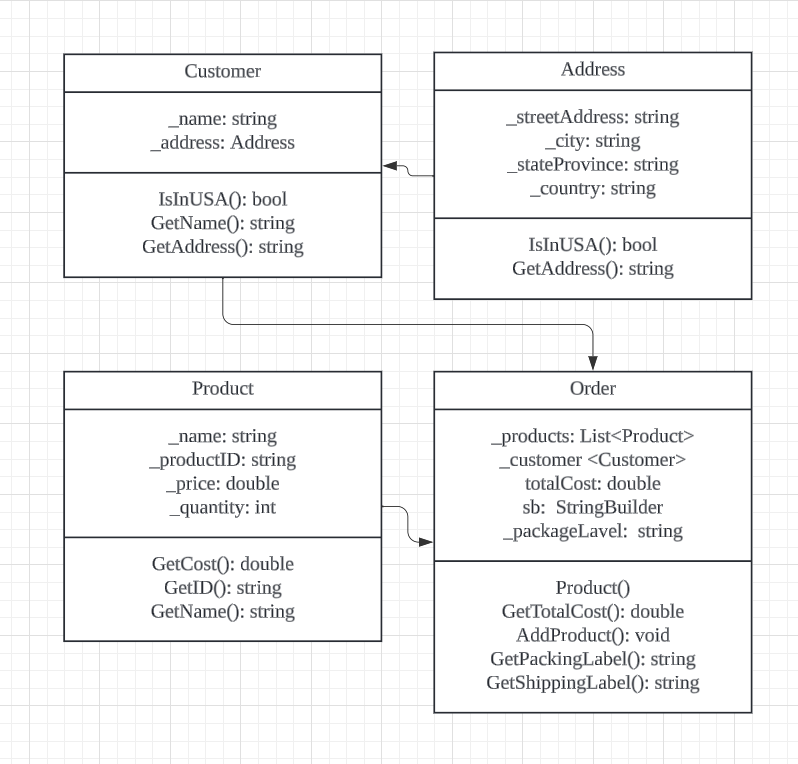 Customer
_name: string
_address: Address
IsInUSA(): bool
GetName(): string
GetAddress(): string
Address
_streetAddress: string
_city: string
_stateProvince: string
_country: string
IsInUSA(): bool
GetAddress(): string
Product
_name: string
_productID: string
_price: double
_quantity: int
GetCost(): double
GetID(): string
GetName(): string
Order
_products: List<Product>
_customer <Customer>
totalCost: double
sb:  StringBuilder
_packageLavel:  string
Product()
GetTotalCost(): double
AddProduct(): void
GetPackingLabel(): string
GetShippingLabel(): string